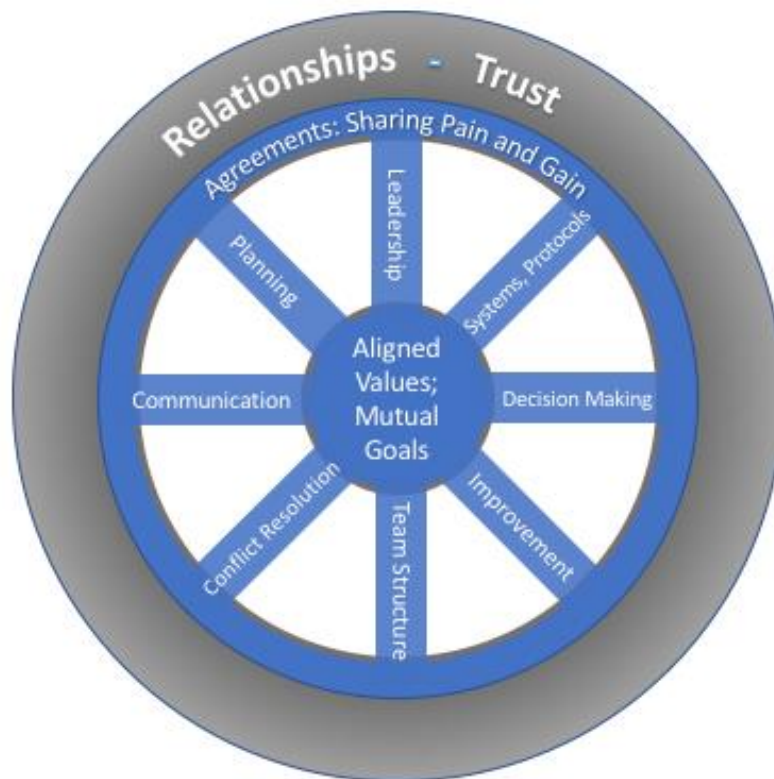 Relationships - Trust
Agreements: Sharing Pain and Gain
Leadership
Systems, Protocols
Decision Making
Improvement
Team Structure
Conflict Resolution
Communication
Planning
Aligned
Values;
Mutual
Goals